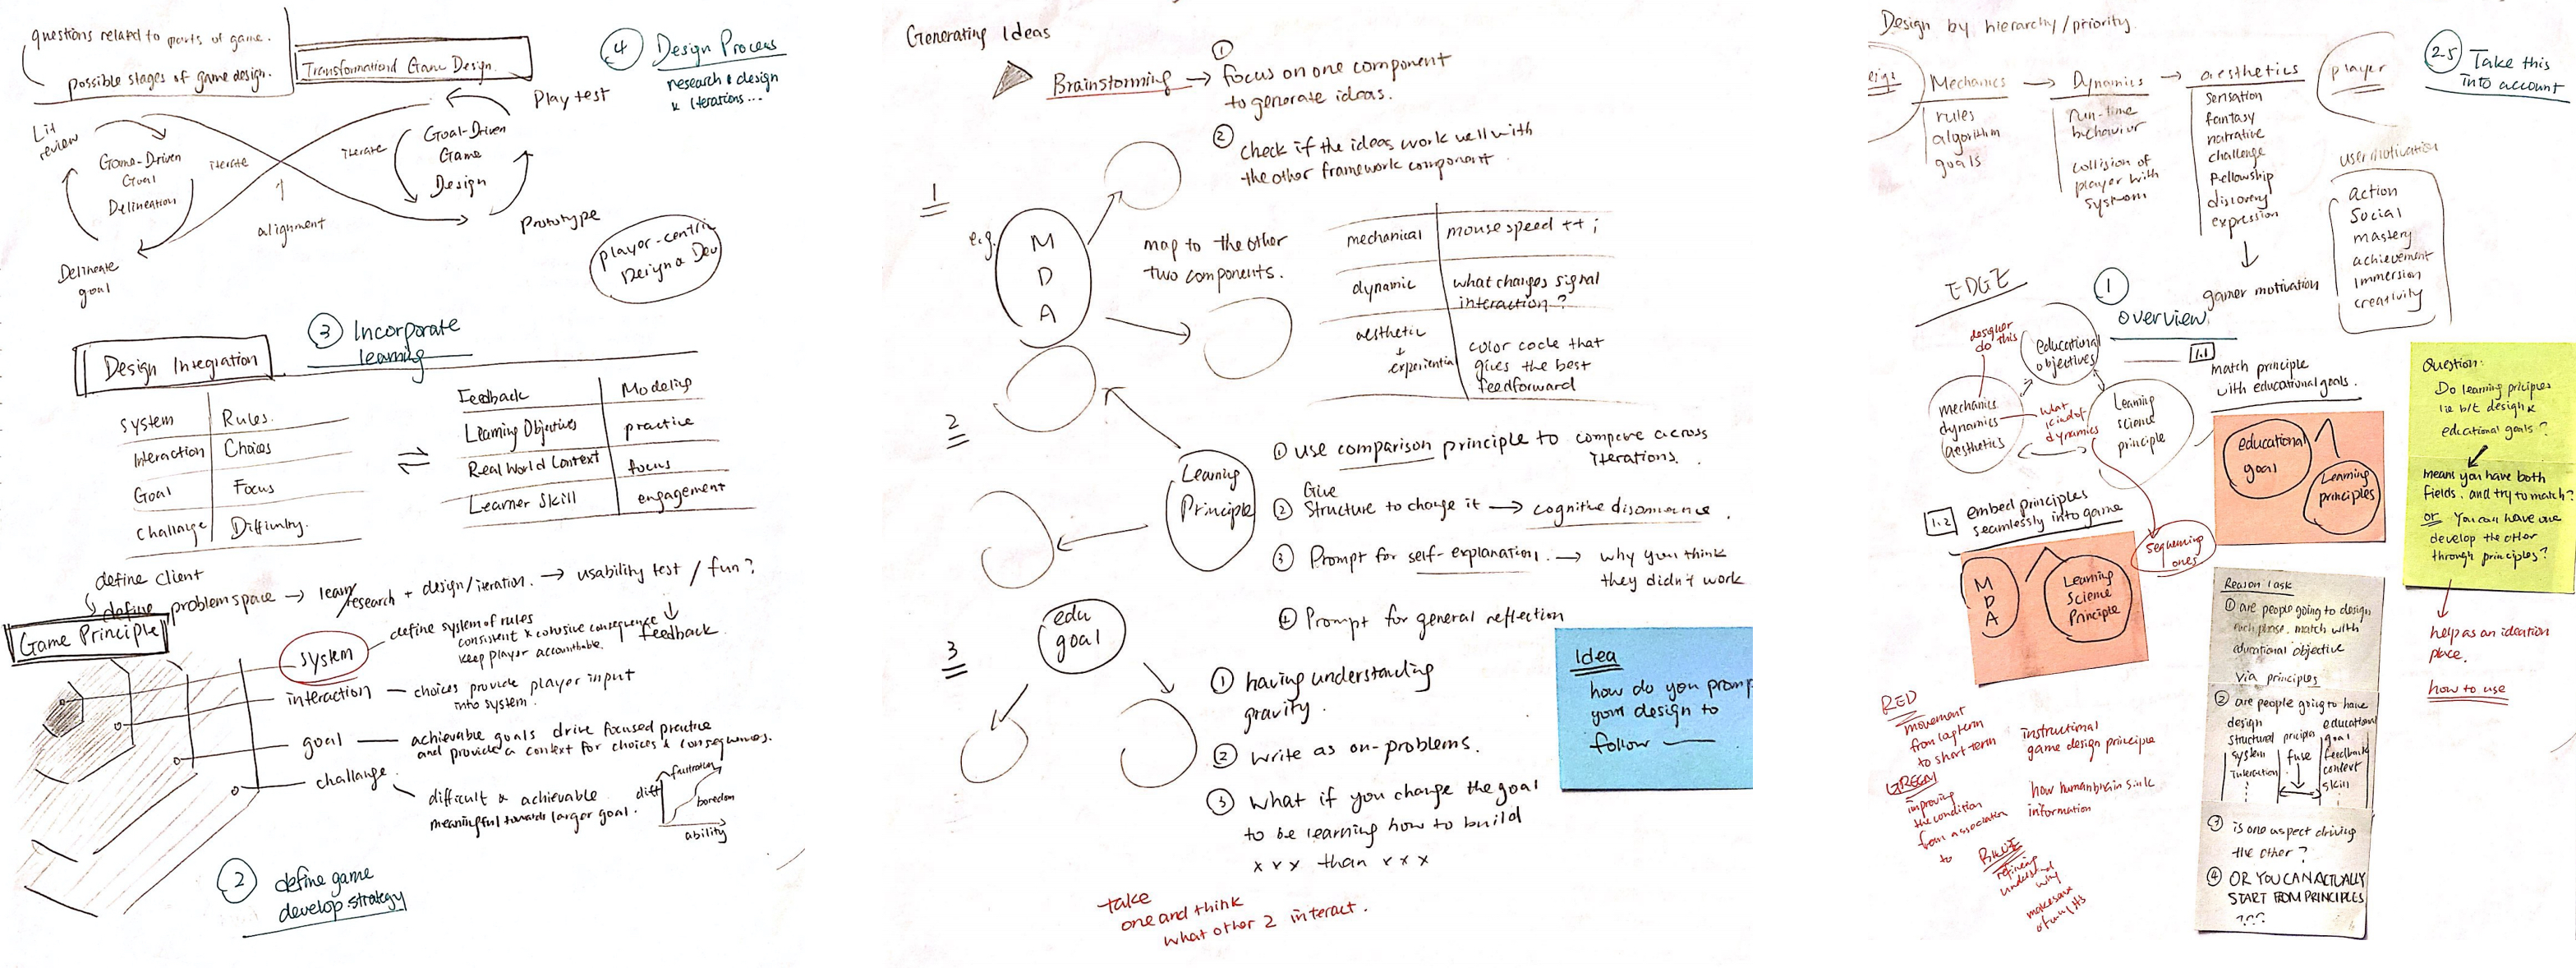 questions related to parts of game.
possible stages of game design.
Transformational Game Design
④ Design Process
research & design
& iterations...
Play test
Lit
review
Game-Driven
Goal
Delineation
iterate
iterate
Goal-Driven
Game
Design
alignment
Prototype
player-centric
Design & Dev
Delineate
goal
③ Incorporate
learning
Design Integration
System Rules.
Interaction Choices
Goal Focus
Challenge Difficulty.
Feedback Modeling
Learning Objectives practice
Real World Context focus
Learner Skill engagement
define client
define problem space → learn/research + design/iteration. → usability test / fun?
feedback
Game Principle
System
define system of rules
consistent & cohesive consequence
keep player accountable.
interaction — choices provide player input
into system.
goal — achievable goals drive focused practice
and provide a context for choices & consequences.
challenge
difficult & achievable
meaningful towards larger goal.
diff
frustration
boredom
ability
② define game
develop strategy
Generating Ideas
Brainstorming → ① focus on one component
to generate ideas.
② check if the ideas work well with
the other framework component.
1
e.g.
M
D
A
map to the other
two components.
mechanical mouse speed ++ ;
dynamic what changes signal
interaction ?
aesthetic
+
experiential
color code that
gives the best
feedforward
2
Learning
Principle
① use comparison principle to compare across
iterations.
Give
② Structure to change it → cognitive dissonance.
③ Prompt for self-explanation. → why you think
they didn't work
④ Prompt for general reflection
3
edu
goal
① having understanding
gravity.
② write as on-problems.
③ what if you change the goal
to be learning how to build
x x x than x x x
Idea
how do you prompt
your design to
follow
take
one and think
what other 2 interact.
Design by hierarchy/priority.
Mechanics → Dynamics → aesthetics
player
rules
algorithm
goals
run-time
behavior
collision of
player with
system
sensation
fantasy
narrative
challenge
fellowship
discovery
expression
gamer motivation
②.5 Take this
into account
user motivation
action
Social
mastery
achievement
immersion
creativity
EDGE
① overview
designer
do this
educational
objectives
mechanics
dynamics
aesthetics
what
kind of
dynamics
Learning
science
principle
1.1
match principle
with educational goals.
educational
goal
Learning
principles
1.2 embed principles
seamlessly into game
M
D
A
Learning
Science
Principle
sequencing
ones
Question:
Do learning principles
lie b/t design &
educational goals?
means you have both
fields, and try to match?
or You can have one
develop the other
through principles?
help as an ideation
place.
how to use
Reason task
① are people going to design
each phase, match with
educational objective
via principles
② are people going to have
design educational
structural principles goal
system fuse feedback
interaction context
skill
③ is one aspect driving
the other?
④ OR YOU CAN ACTUALLY
START FROM PRINCIPLES
???
RED
movement
from long term
to short term
GREEN
improving
the condition
from association
to
BLUE
refining
understand
why
instructional
game design principle
how human brain sink
information